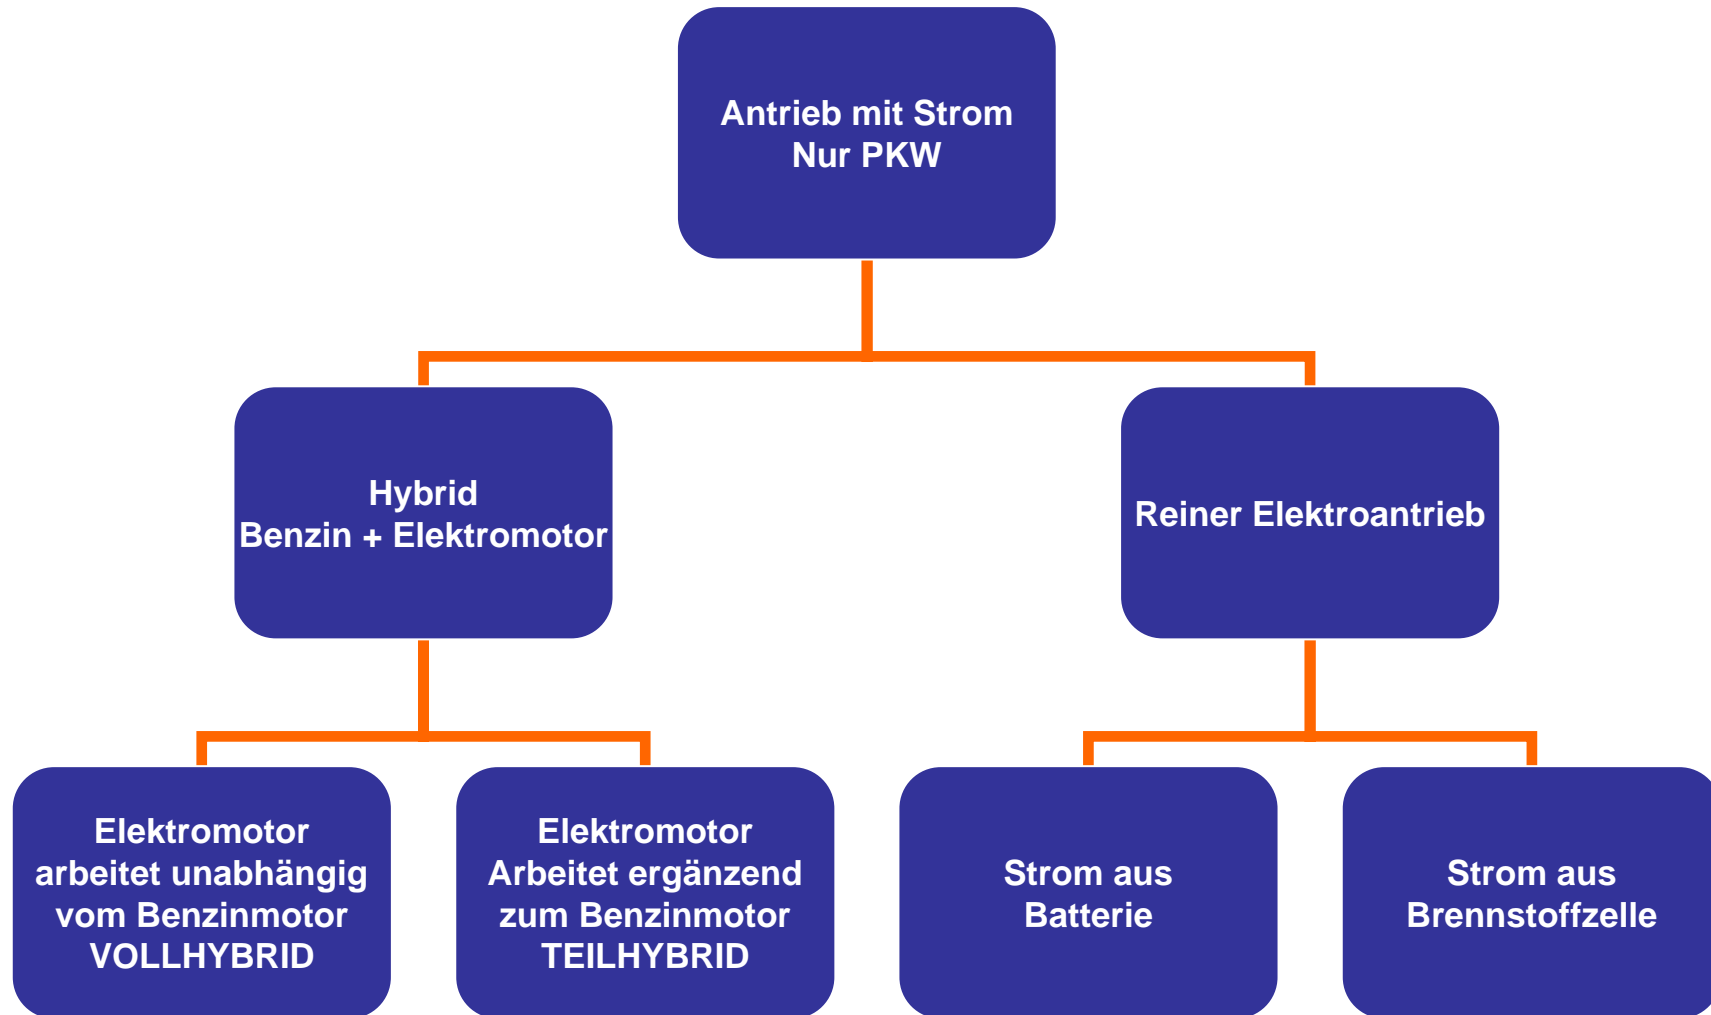 Antrieb mit Strom
Nur PKW
Hybrid
Benzin + Elektromotor
Reiner Elektroantrieb
Elektromotor
arbeitet unabhängig
vom Benzinmotor
VOLLHYBRID
Elektromotor
Arbeitet ergänzend
zum Benzinmotor
TEILHYBRID
Strom aus
Batterie
Strom aus
Brennstoffzelle